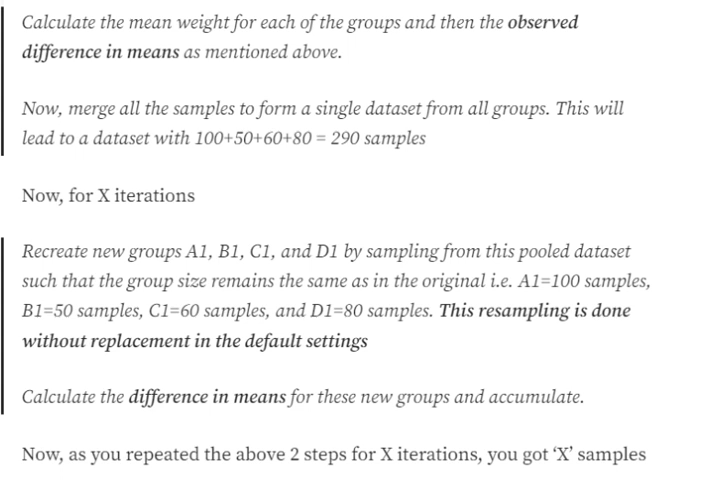 Calculate the mean weight for each of the groups and then the observed
difference in means as mentioned above.
Now, merge all the samples to form a single dataset from all groups. This will
lead to a dataset with 100+50+60+80 = 290 samples
Now, for X iterations
Recreate new groups A1, B1, C1, and D1 by sampling from this pooled dataset
such that the group size remains the same as in the original i.e. A1=100 samples,
B1=50 samples, C1=60 samples, and D1=80 samples. This resampling is done
without replacement in the default settings
Calculate the difference in means for these new groups and accumulate.
Now, as you repeated the above 2 steps for X iterations, you got ‘X’ samples